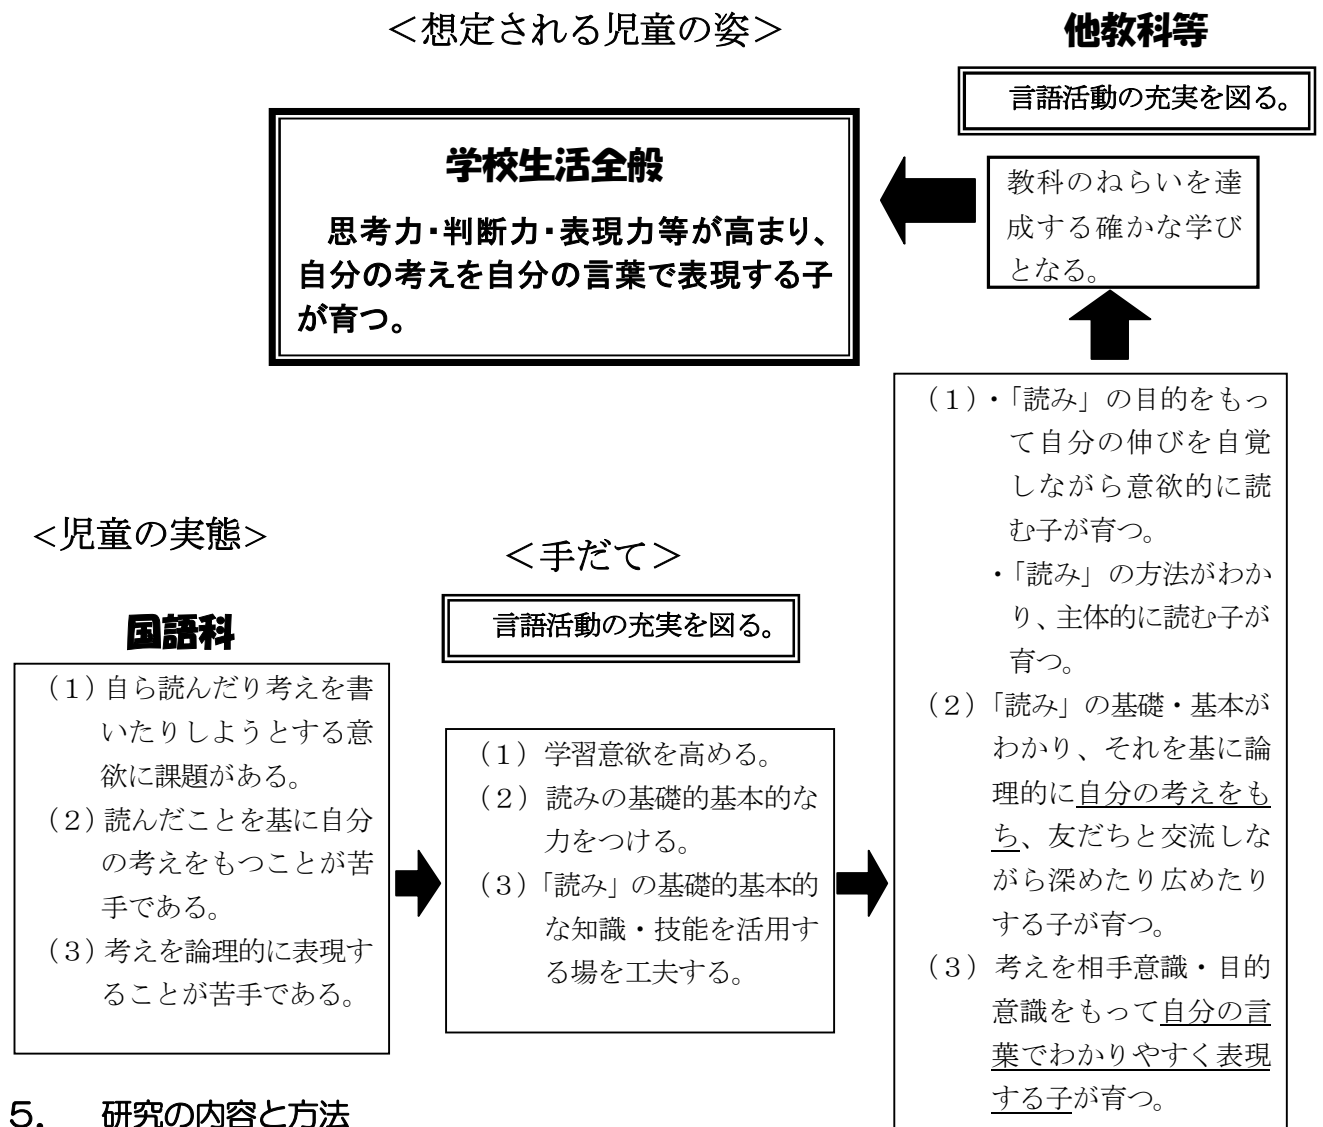 ＜想定される児童の姿＞
他教科等
言語活動の充実を図る。
学校生活全般
思考力・判断力・表現力等が高まり、
自分の考えを自分の言葉で表現する子
が育つ。
教科のねらいを達
成する確かな学び
となる。
＜児童の実態＞
国語科
（１）自ら読んだり考えを書
いたりしようとする意
欲に課題がある。
（２）読んだことを基に自分
の考えをもつことが苦
手である。
（３）考えを論理的に表現す
ることが苦手である。
＜手だて＞
言語活動の充実を図る。
（１）学習意欲を高める。
（２）読みの基礎的基本的な
力をつける。
（３）「読み」の基礎的基本的
な知識・技能を活用す
る場を工夫する。
（１）・「読み」の目的をもっ
て自分の伸びを自覚
しながら意欲的に読
む子が育つ。
・「読み」の方法がわか
り、主体的に読む子が
育つ。
（２）「読み」の基礎・基本が
わかり、それを基に論
理的に自分の考えをも
ち、友だちと交流しな
がら深めたり広めたり
する子が育つ。
（３）考えを相手意識・目的
意識をもって自分の言
葉でわかりやすく表現
する子が育つ。
５．　研究の内容と方法